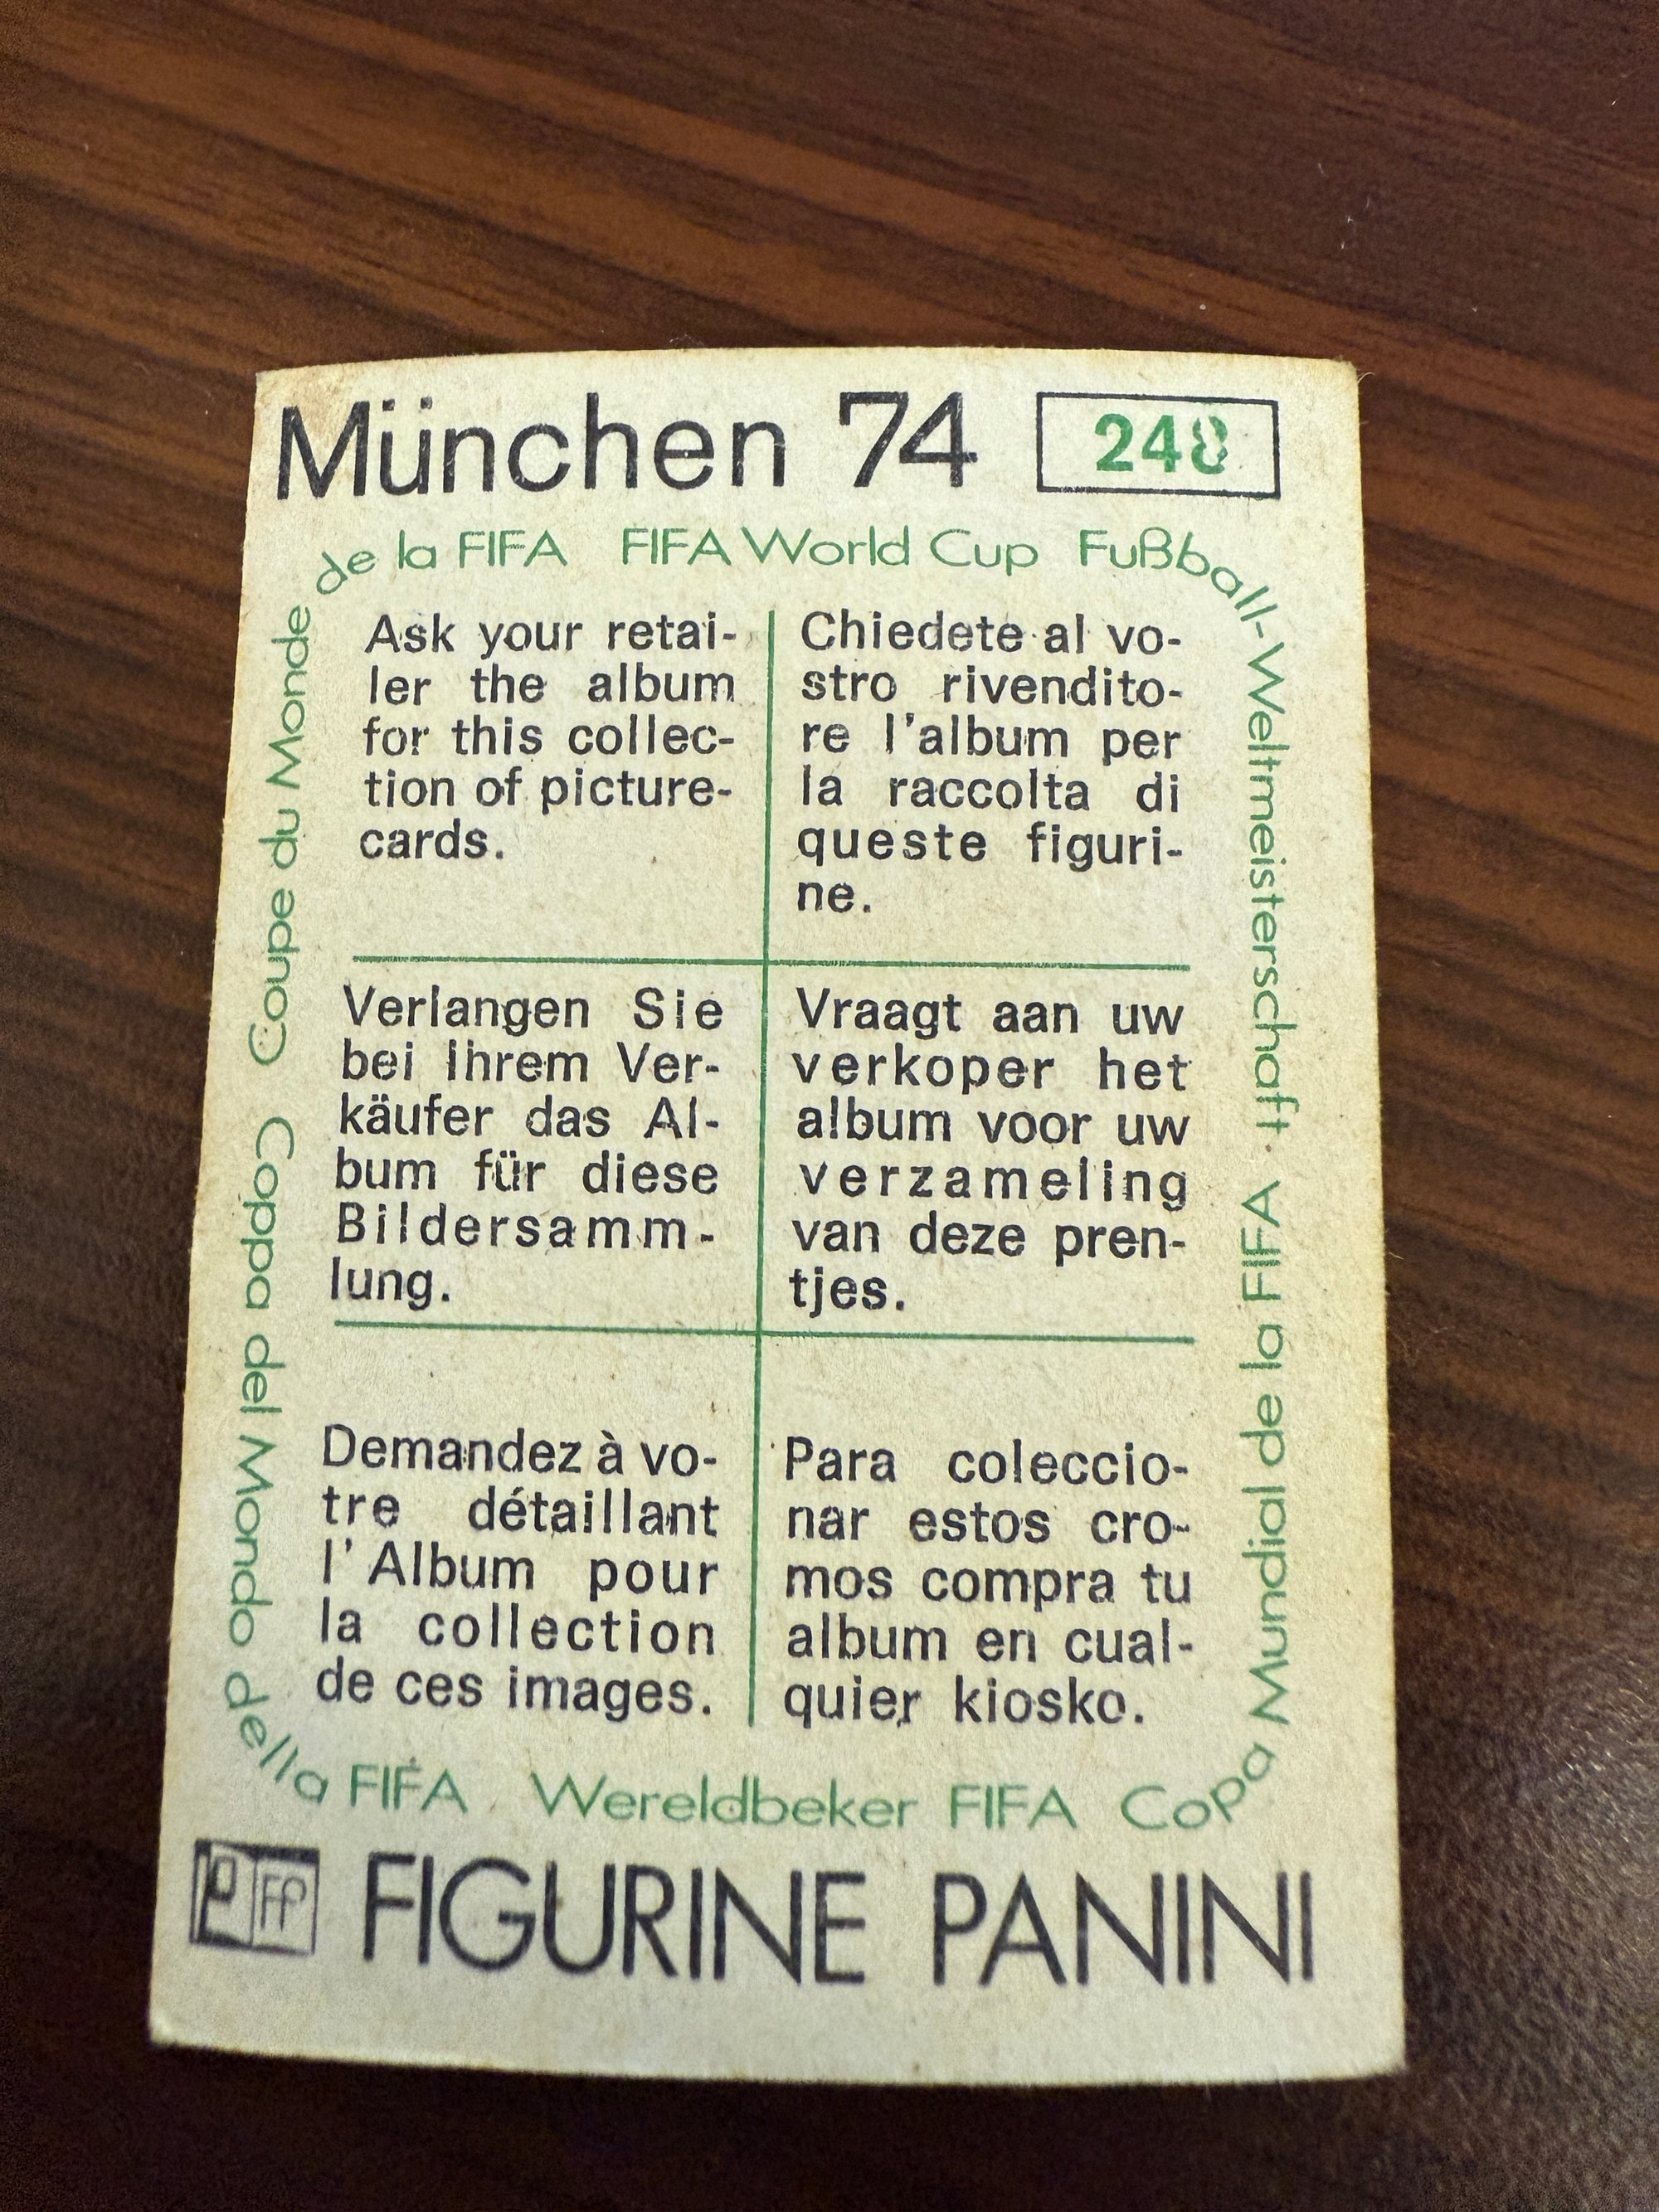 München 74
248
de la FIFA FIFA World Cup Fußball-Weltmeisterschaft
Ask your retai-
ler the album
for this collec-
tion of picture-
cards.
Chiedete al vo-
stro rivendito-
re l'album per
la raccolta di
queste figuri-
ne.
Verlangen Sie
bei Ihrem Ver-
käufer das Al-
bum für diese
Bildersamm-
lung.
Vraagt aan uw
verkoper het
album voor uw
verzameling
van deze pren-
tjes.
Demandez à vo-
tre détaillant
l'Album pour
la collection
de ces images.
Para coleccio-
nar estos cro-
mos compra tu
album en cual-
quier kiosko.
Coppa del Mondo della FIFA Wereldbeker FIFA Copa Mundial de la FIFA
Coupe du Monde
FP
FIGURINE PANINI